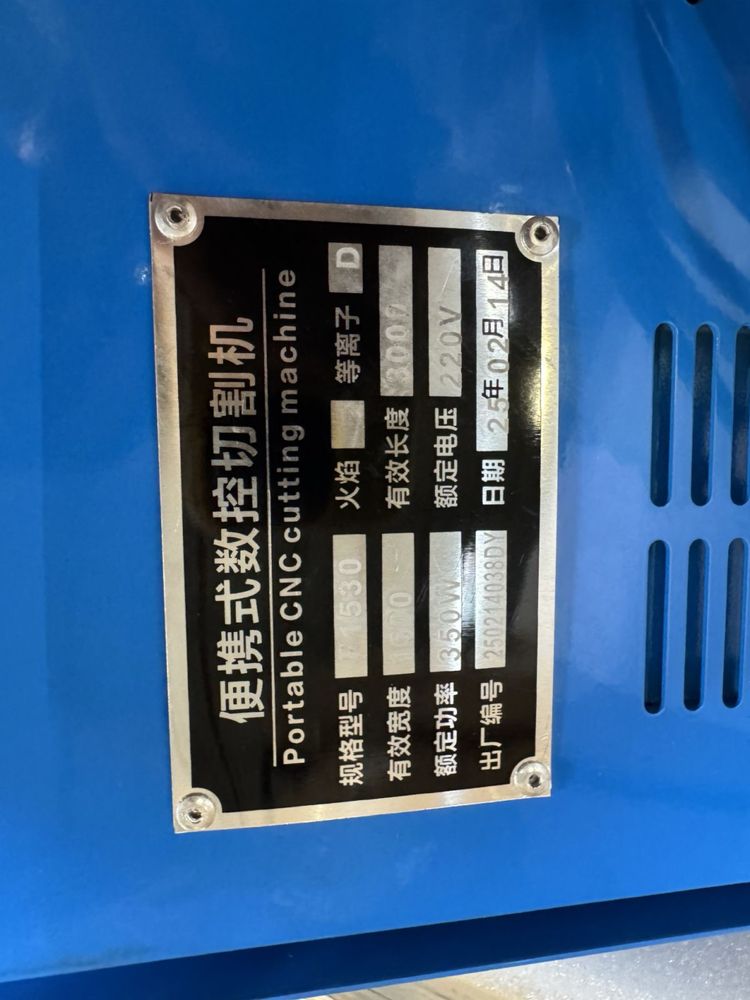 便携式数控切割机
Portable CNC cutting machine
规格型号 1530 火焰 等离子 D
有效宽度 有效长度 3000
额定功率 350W 额定电压 220V
出厂编号 250214038DY 日期 25年02月14日